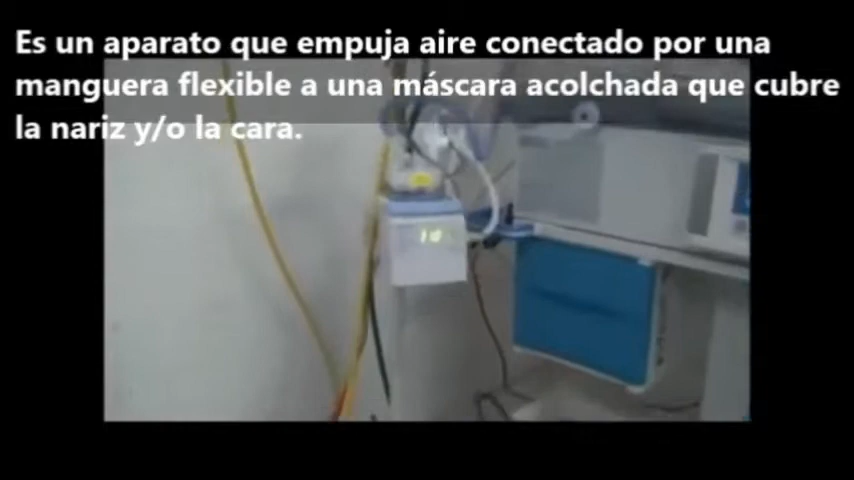 Es un aparato que empuja aire conectado por una
manguera flexible a una máscara acolchada que cubre
la nariz y/o la cara.